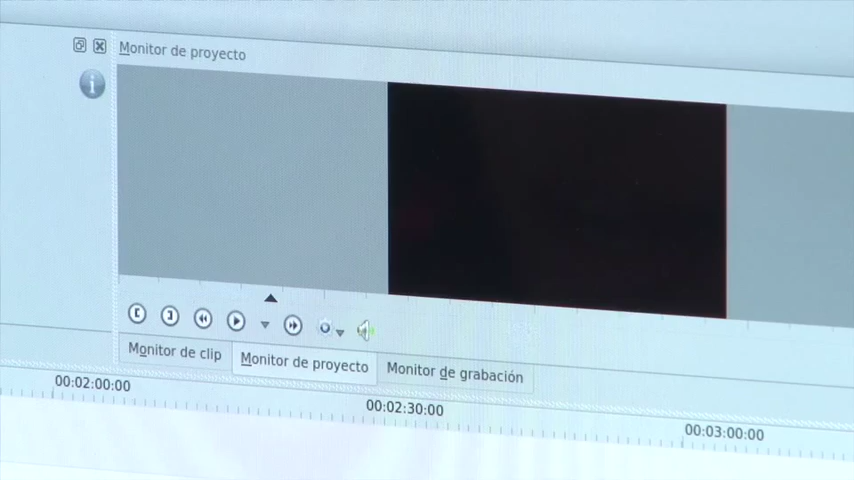 Monitor de proyecto
Monitor de clip
Monitor de proyecto
Monitor de grabación
00:02:00:00
00:02:30:00
00:03:00:00